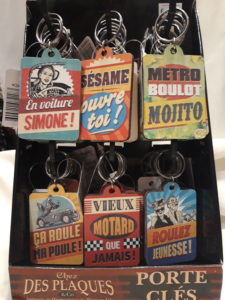 En voiture
SIMONE !
SÉSAME
ouvre
toi !
METRO
BOULOT
MOJITO
ÇA ROULE
MA POULE !
VIEUX
MOTARD
QUE
JAMAIS !
ROULEZ
JEUNESSE !
Chez
DES PLAQUES
& Co
PORTE
CLÉS